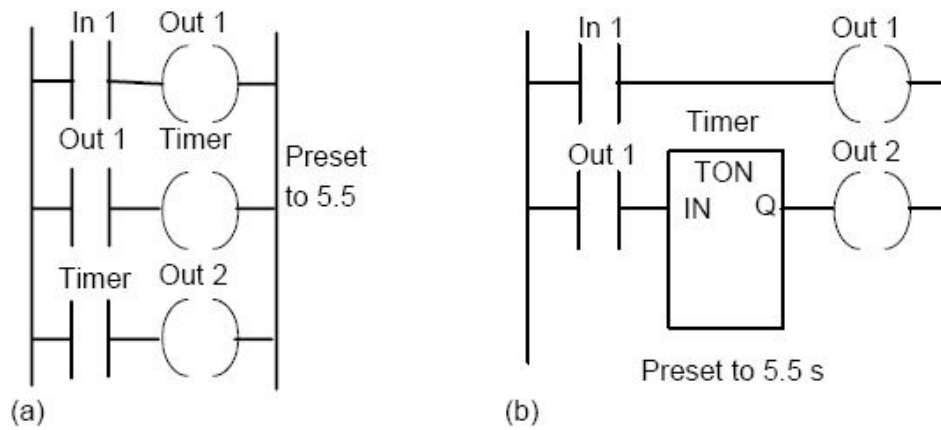 In 1 Out 1
Out 1 Timer
Preset
to 5.5
Timer Out 2
(a)
In 1 Out 1
Timer
Out 1 Out 2
TON
IN Q
Preset to 5.5 s
(b)